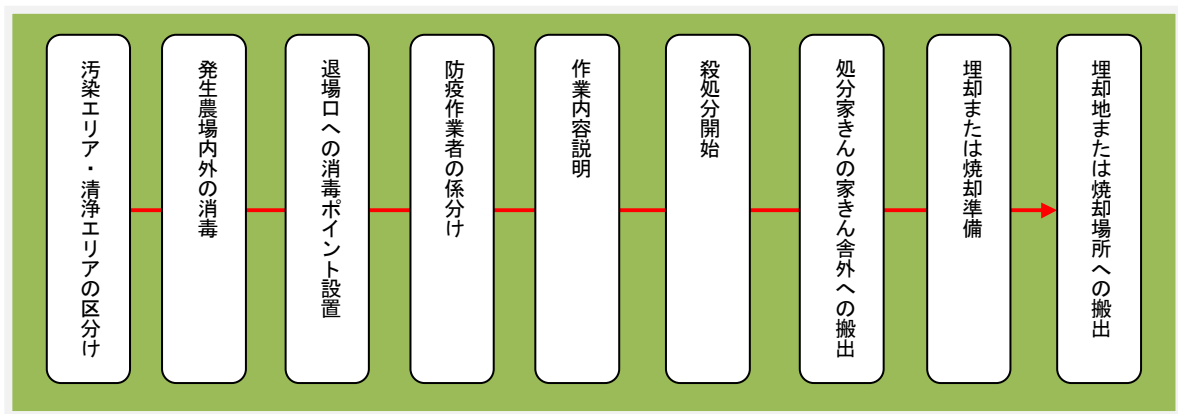 汚染エリア・清浄エリアの区分け
発生農場内外の消毒
退場口への消毒ポイント設置
防疫作業者の係分け
作業内容説明
殺処分開始
処分家きんの家きん舎外への搬出
埋却または焼却準備
埋却地または焼却場所への搬出